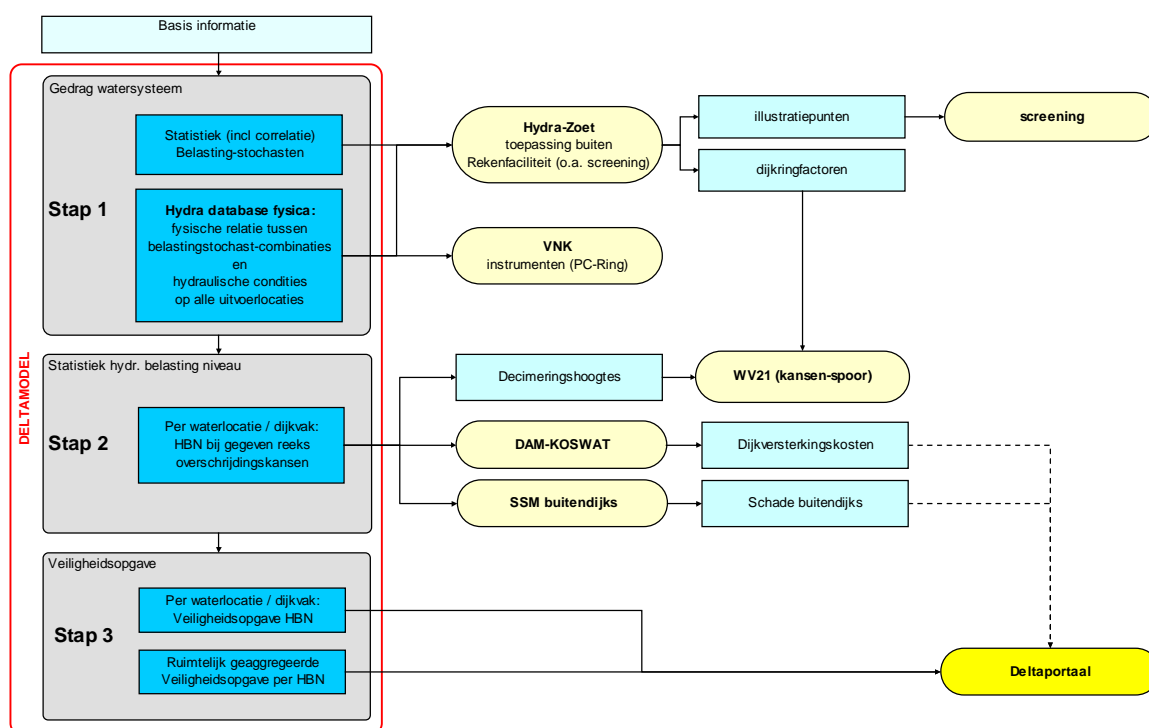 Basis informatie
DELTAMODEL
Gedrag watersysteem
Stap 1
Statistiek (incl correlatie)
Belasting-stochasten
Hydra database fysica:
fysische relatie tussen
belastingstochast-combinaties
en
hydraulische condities
op alle uitvoerlocaties
Hydra-Zoet
toepassing buiten
Rekenfaciliteit (o.a. screening)
illustratiepunten
screening
dijkringfactoren
VNK
instrumenten (PC-Ring)
Statistiek hydr. belasting niveau
Stap 2
Per waterlocatie / dijkvak:
HBN bij gegeven reeks
overschrijdingskansen
Decimeringshoogtes
WV21 (kansen-spoor)
DAM-KOSWAT
Dijkversterkingskosten
SSM buitendijks
Schade buitendijks
Veiligheidsopgave
Stap 3
Per waterlocatie / dijkvak:
Veiligheidsopgave HBN
Ruimtelijk geaggregeerde
Veiligheidsopgave per HBN
Deltaportaal